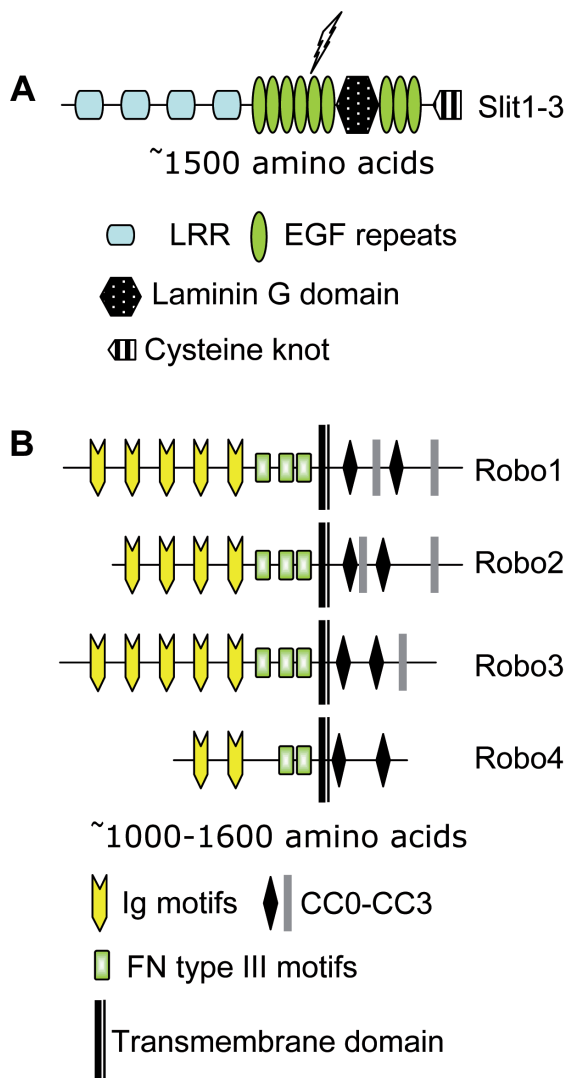 A
Slit1-3
~1500 amino acids
LRR
EGF repeats
Laminin G domain
Cysteine knot
B
Robo1
Robo2
Robo3
Robo4
~1000-1600 amino acids
Ig motifs
CC0-CC3
FN type III motifs
Transmembrane domain